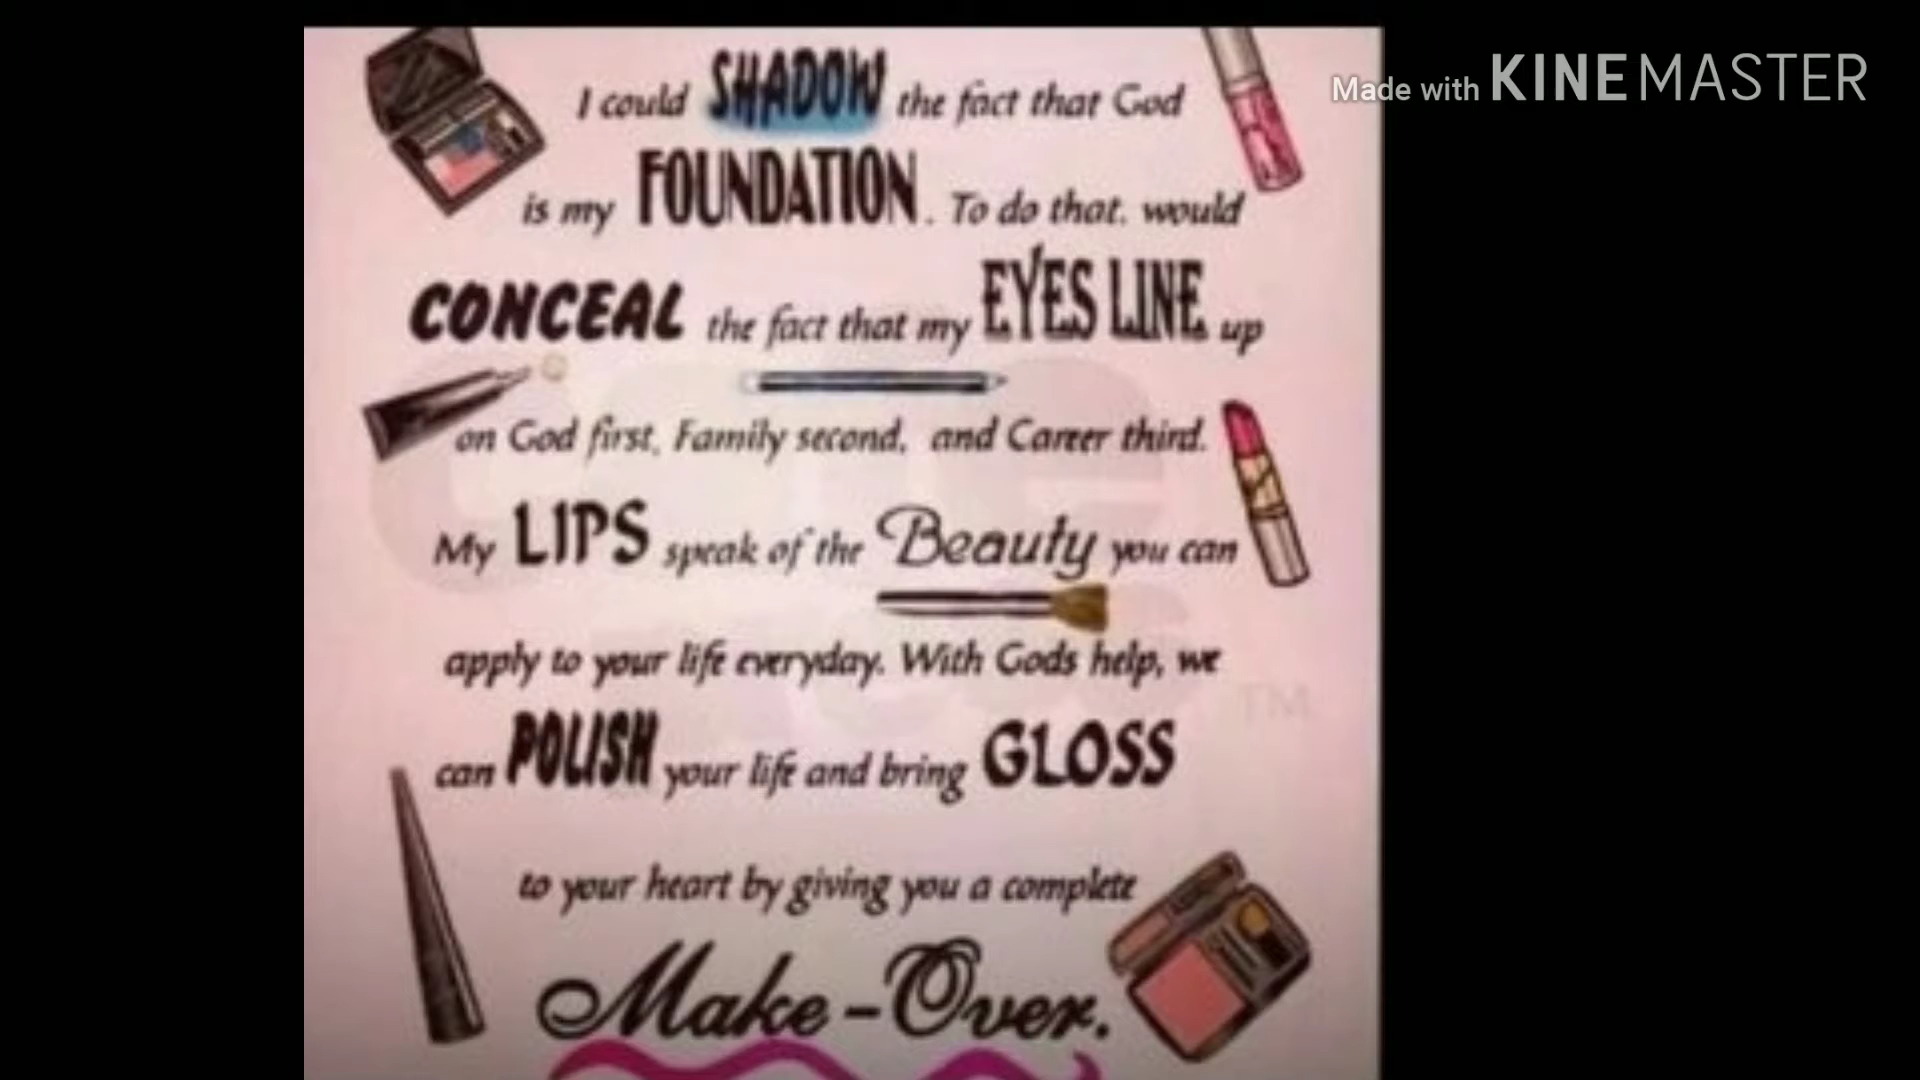 Made with KINEMASTER
I could SHADOW the fact that God
is my FOUNDATION. To do that. would
CONCEAL the fact that my EYES LINE up
on God first, Family second, and Career third.
My LIPS speak of the Beauty you can
apply to your life everyday. With Gods help, we
TM
can POLISH your life and bring GLOSS
to your heart by giving you a complete
Make-Over.